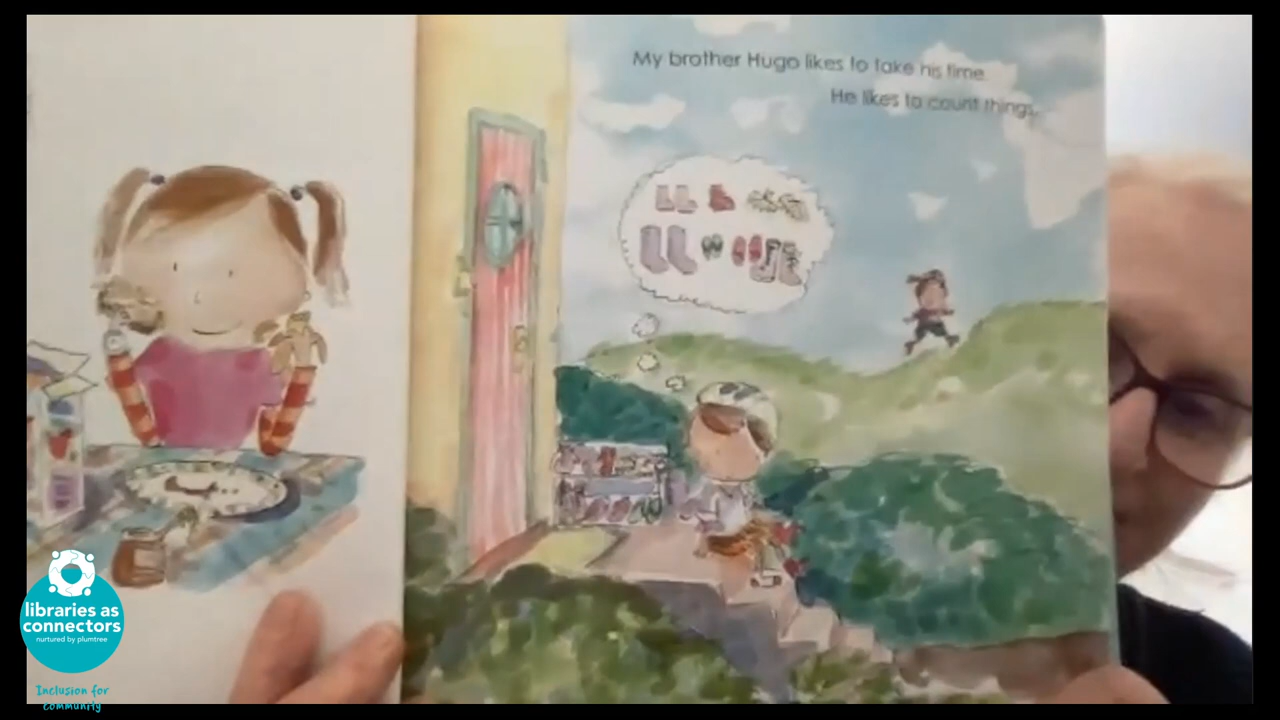 My brother Hugo likes to take his time.
He likes to count things.
libraries as
connectors
nurtured by plumtree
Inclusion for
community